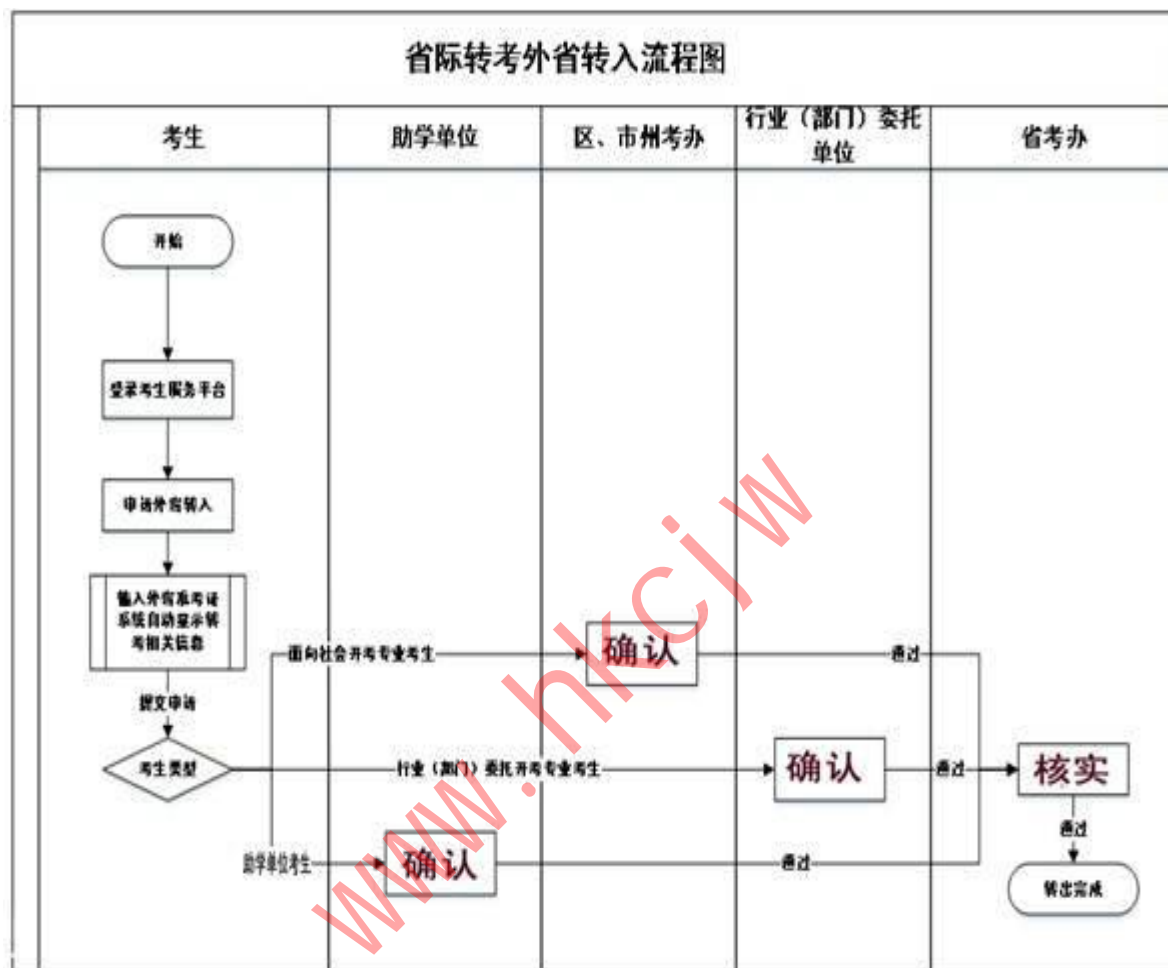 省际转考外省转入流程图
考生
助学单位
区、市州考办
行业（部门）委托
单位
省考办
开始
登录考生服务平台
申请外省转入
输入外省准考证
系统自动显示转
考相关信息
提交申请
考生类型
面向社会开考专业考生
确认
通过
行业（部门）委托开考专业考生
确认
通过
核实
助学单位考生
确认
通过
通过
转出完成
www.hkcjw